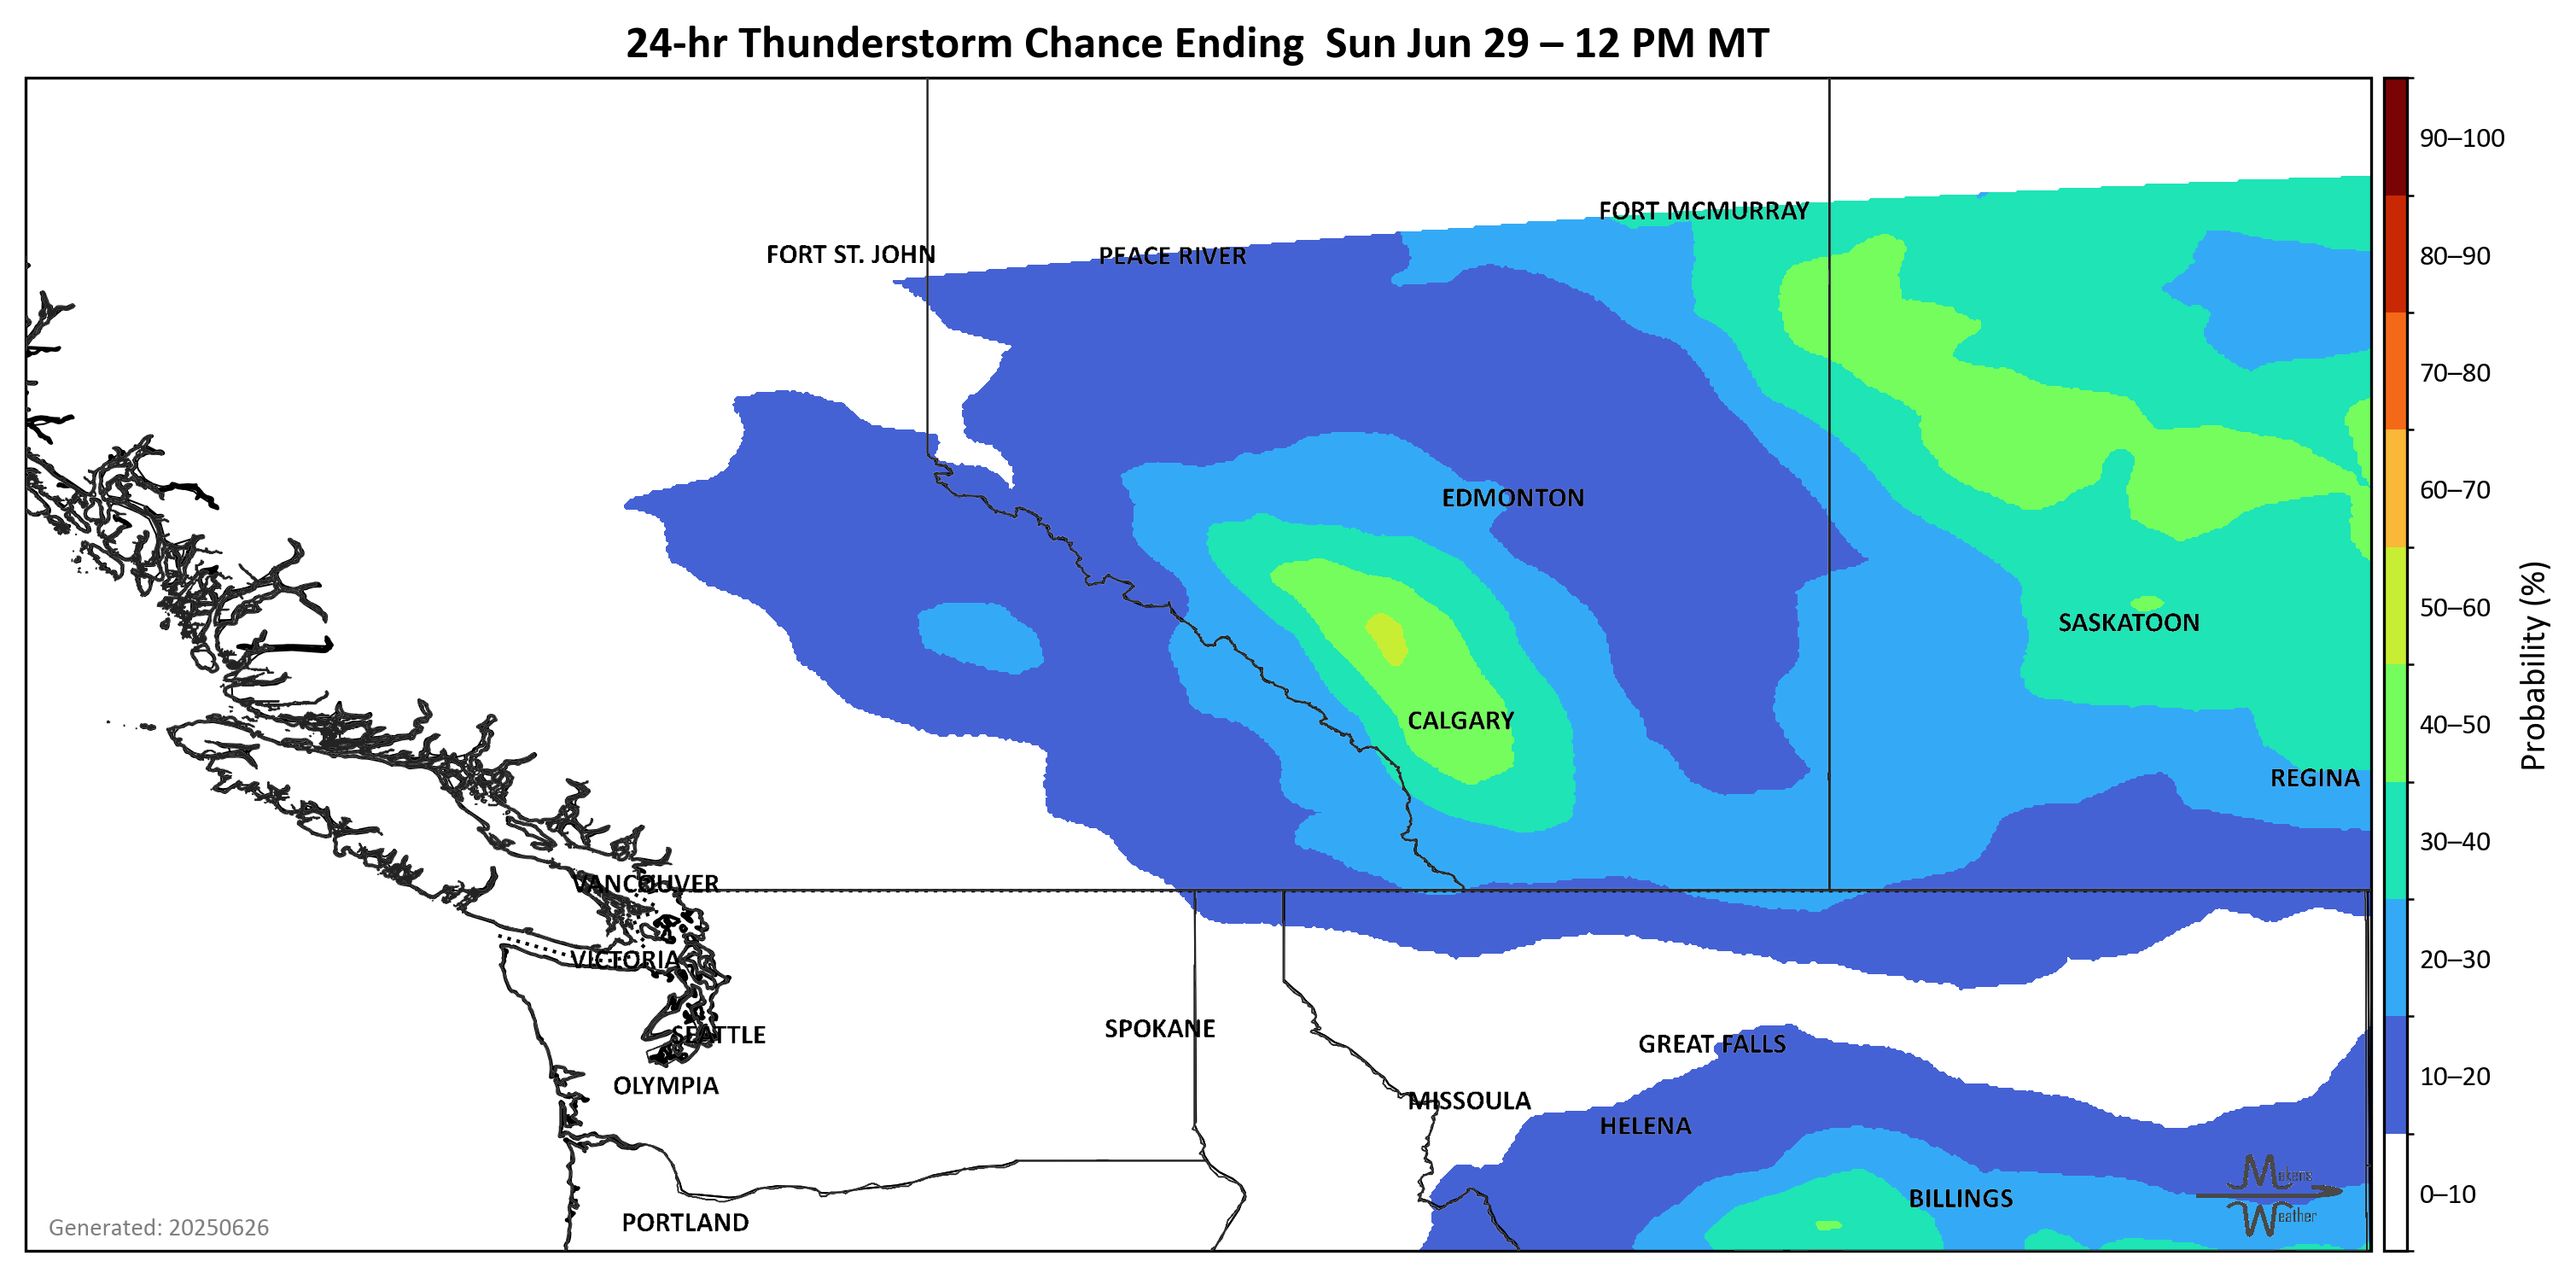 24-hr Thunderstorm Chance Ending  Sun Jun 29 – 12 PM MT
90–100
FORT MCMURRAY
FORT ST. JOHN
PEACE RIVER
80–90
70–80
60–70
EDMONTON
50–60
SASKATOON
Probability (%)
CALGARY
40–50
REGINA
30–40
VANCOUVER
VICTORIA
20–30
SPOKANE
SEATTLE
GREAT FALLS
OLYMPIA
10–20
MISSOULA
HELENA
Mekens
Weather
BILLINGS
0–10
PORTLAND
Generated: 20250626